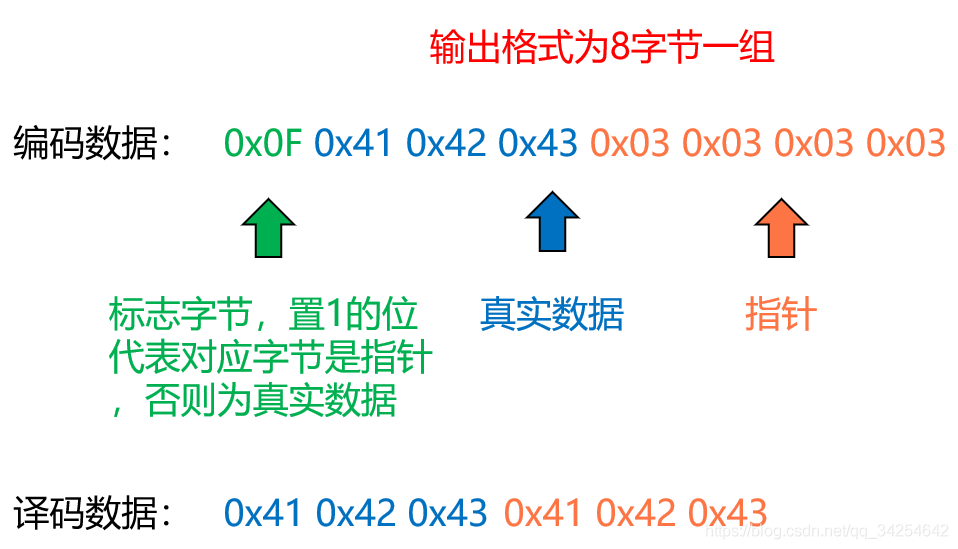 输出格式为8字节一组
编码数据： 0x0F 0x41 0x42 0x43 0x03 0x03 0x03 0x03
标志字节，置1的位
代表对应字节是指针
，否则为真实数据
真实数据
指针
译码数据： 0x41 0x42 0x43 0x41 0x42 0x43
https://blog.csdn.net/qq_34254642